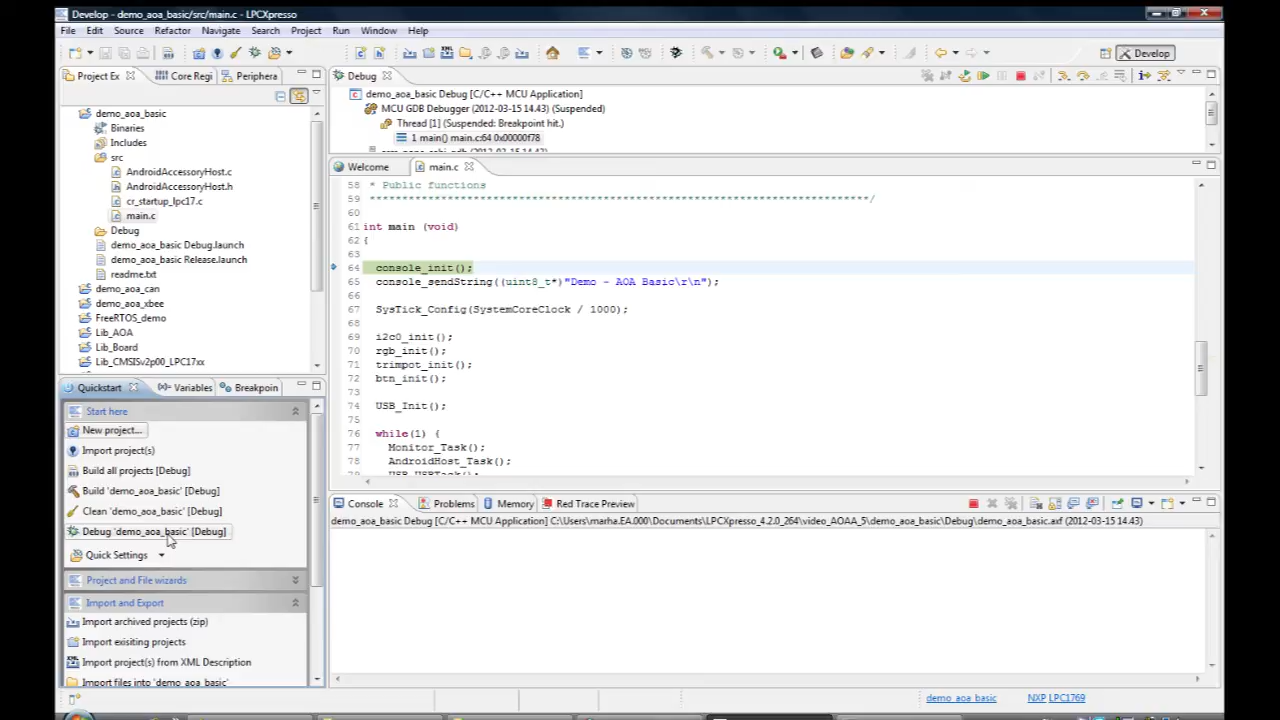 Develop - demo_aoa_basic/src/main.c - LPCXpresso
File Edit Source Refactor Navigate Search Project Run Window Help
Develop
Project Ex Core Regi Periphera
demo_aoa_basic
Binaries
Includes
src
AndroidAccessoryHost.c
AndroidAccessoryHost.h
cr_startup_lpc17.c
main.c
Debug
demo_aoa_basic Debug.launch
demo_aoa_basic Release.launch
readme.txt
demo_aoa_can
demo_aoa_xbee
FreeRTOS_demo
Lib_AOA
Lib_Board
Lib_CMSISv2p00_LPC17xx
Quickstart (x)= Variables Breakpoin
Start here
New project...
Import project(s)
Build all projects [Debug]
Build 'demo_aoa_basic' [Debug]
Clean 'demo_aoa_basic' [Debug]
Debug 'demo_aoa_basic' [Debug]
Quick Settings
Project and File wizards
Import and Export
Import archived projects (zip)
Import exisiting projects
Import project(s) from XML Description
Import files into 'demo_aoa_basic'
Debug
demo_aoa_basic Debug [C/C++ MCU Application]
MCU GDB Debugger (2012-03-15 14.43) (Suspended)
Thread [1] (Suspended: Breakpoint hit.)
1 main() main.c:64 0x00000f78
Welcome main.c
58 * Public functions
59 *****************************************************************************/
60
61 int main (void)
62 {
63
64 console_init();
65 console_sendString((uint8_t*)"Demo - AOA Basic\r\n");
66
67 SysTick_Config(SystemCoreClock / 1000);
68
69 i2c0_init();
70 rgb_init();
71 trimpot_init();
72 btn_init();
73
74 USB_Init();
75
76 while(1) {
77 Monitor_Task();
78 AndroidHost_Task();
79 USB_USBTask();
Console Problems Memory Red Trace Preview
demo_aoa_basic Debug [C/C++ MCU Application] C:\Users\marha.EA.000\Documents\LPCXpresso_4.2.0_264\video_AOAA_5\demo_aoa_basic\Debug\demo_aoa_basic.axf (2012-03-15 14.43)
demo_aoa_basic NXP LPC1769